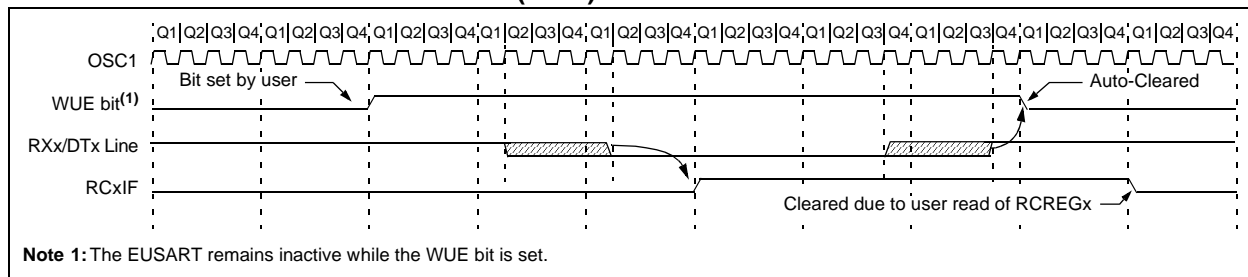 Q1 Q2 Q3 Q4 Q1 Q2 Q3 Q4 Q1 Q2 Q3 Q4 Q1 Q2 Q3 Q4 Q1 Q2 Q3 Q4 Q1 Q2 Q3 Q4 Q1 Q2 Q3 Q4 Q1 Q2 Q3 Q4 Q1 Q2 Q3 Q4 Q1 Q2 Q3 Q4
OSC1
Bit set by user
Auto-Cleared
WUE bit(1)
RXx/DTx Line
RCxIF
Cleared due to user read of RCREGx
Note 1: The EUSART remains inactive while the WUE bit is set.